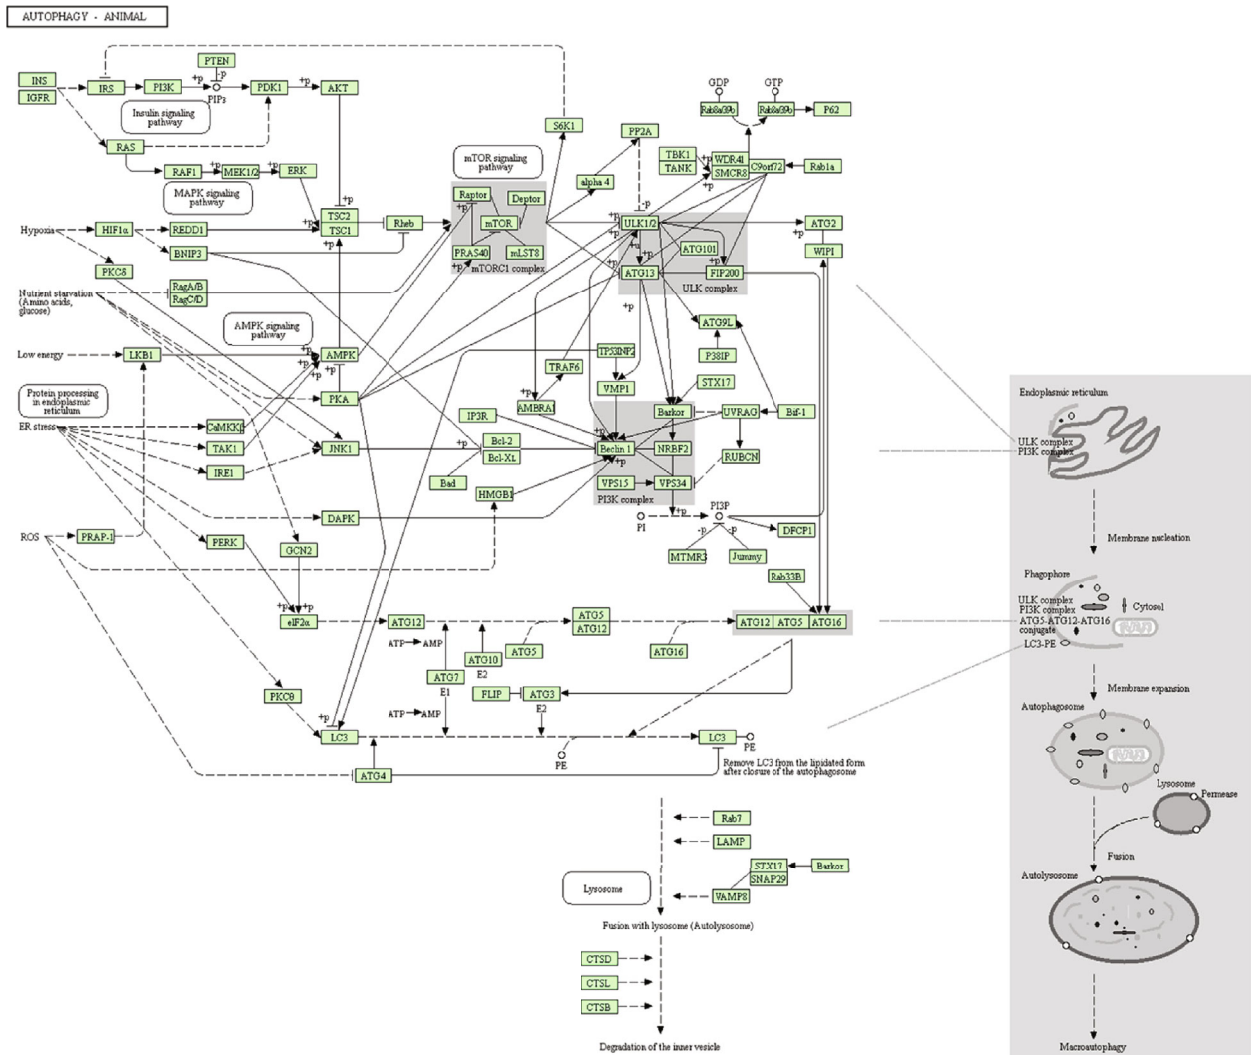 AUTOPHAGY - ANIMAL
PTEN
INS
IGFR
IRS
PI3K
+p
-p
PIP3
PDK1
+p
AKT
GDP
GTP
Rab8a/39b
Rab8a/39b
P62
Insulin signaling
pathway
RAS
S6K1
PP2A
mTOR signaling
pathway
TBK1
TANK
+p
WDR41
SMCR8
C9orf72
Rab1a
+p
RAF1
+p
MEK1/2
+p
ERK
MAPK signaling
pathway
alpha 4
Raptor
+p
Deptor
mTOR
PRAS40
+p
mLST8
mTORC1 complex
+p
+p
TSC2
TSC1
+p
Rheb
-p
+p
+p
ULK1/2
+u
ATG101
+p
ATG13
+p
FIP200
ULK complex
ATG2
+p
WIPI
Hypoxia
HIF1α
REDD1
BNIP3
PKCδ
Nutrient starvation
(Amino acids,
glucose)
RagA/B
RagC/D
AMPK signaling
pathway
+p
Low energy
LKB1
+p
AMPK
+p
+p
PKA
ATG9L
P38IP
TP53INP2
TRAF6
VMP1
STX17
+p
AMBRA1
Barkor
UVRAG
Bif-1
Protein processing
in endoplasmic
reticulum
ER stress
CaMKKβ
TAK1
IRE1
JNK1
IP3R
+p
Bcl-2
Bcl-XL
Bad
+p
Beclin 1
+p
NRBF2
RUBCN
HMGB1
VPS15
VPS34
PI3K complex
DAPK
PI
+p
PI3P
DFCP1
-p
-p
MTMR3
Jummy
ROS
PRAP-1
PERK
GCN2
Rab33B
+p
+p
eIF2α
ATG12
ATP
AMP
ATG7
E1
ATG10
E2
ATG5
ATG5
ATG12
ATG16
ATG12
ATG5
ATG16
PKCθ
FLIP
ATG3
E2
ATP
AMP
+p
LC3
PE
LC3
PE
Remove LC3 from the lipidated form
after closure of the autophagosome
ATG4
Rab7
LAMP
STX17
SNAP29
Barkor
VAMP8
Lysosome
Fusion with lysosome (Autolysosome)
CTSD
CTSL
CTSB
Degradation of the inner vesicle
Endoplasmic reticulum
ULK complex
PI3K complex
Membrane nucleation
Phagophore
ULK complex
PI3K complex
Cytosol
ATG5-ATG12-ATG16
conjugate
LC3-PE
Membrane expansion
Autophagosome
Lysosome
Permease
Fusion
Autolysosome
Macroautophagy